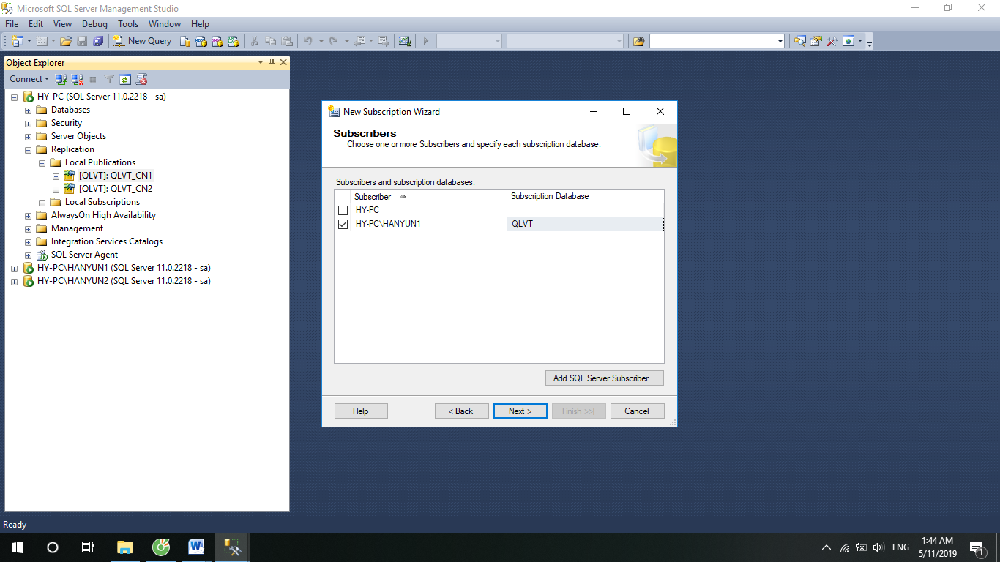 Microsoft SQL Server Management Studio
File Edit View Debug Tools Window Help
New Query
Object Explorer
Connect
HY-PC (SQL Server 11.0.2218 - sa)
Databases
Security
Server Objects
Replication
Local Publications
[QLVT]: QLVT_CN1
[QLVT]: QLVT_CN2
Local Subscriptions
AlwaysOn High Availability
Management
Integration Services Catalogs
SQL Server Agent
HY-PC\HANYUN1 (SQL Server 11.0.2218 - sa)
HY-PC\HANYUN2 (SQL Server 11.0.2218 - sa)
New Subscription Wizard
Subscribers
Choose one or more Subscribers and specify each subscription database.
Subscribers and subscription databases:
Subscriber Subscription Database
HY-PC
HY-PC\HANYUN1 QLVT
Add SQL Server Subscriber...
Help < Back Next > Finish >>| Cancel
Ready
ENG
1:44 AM
5/11/2019
1